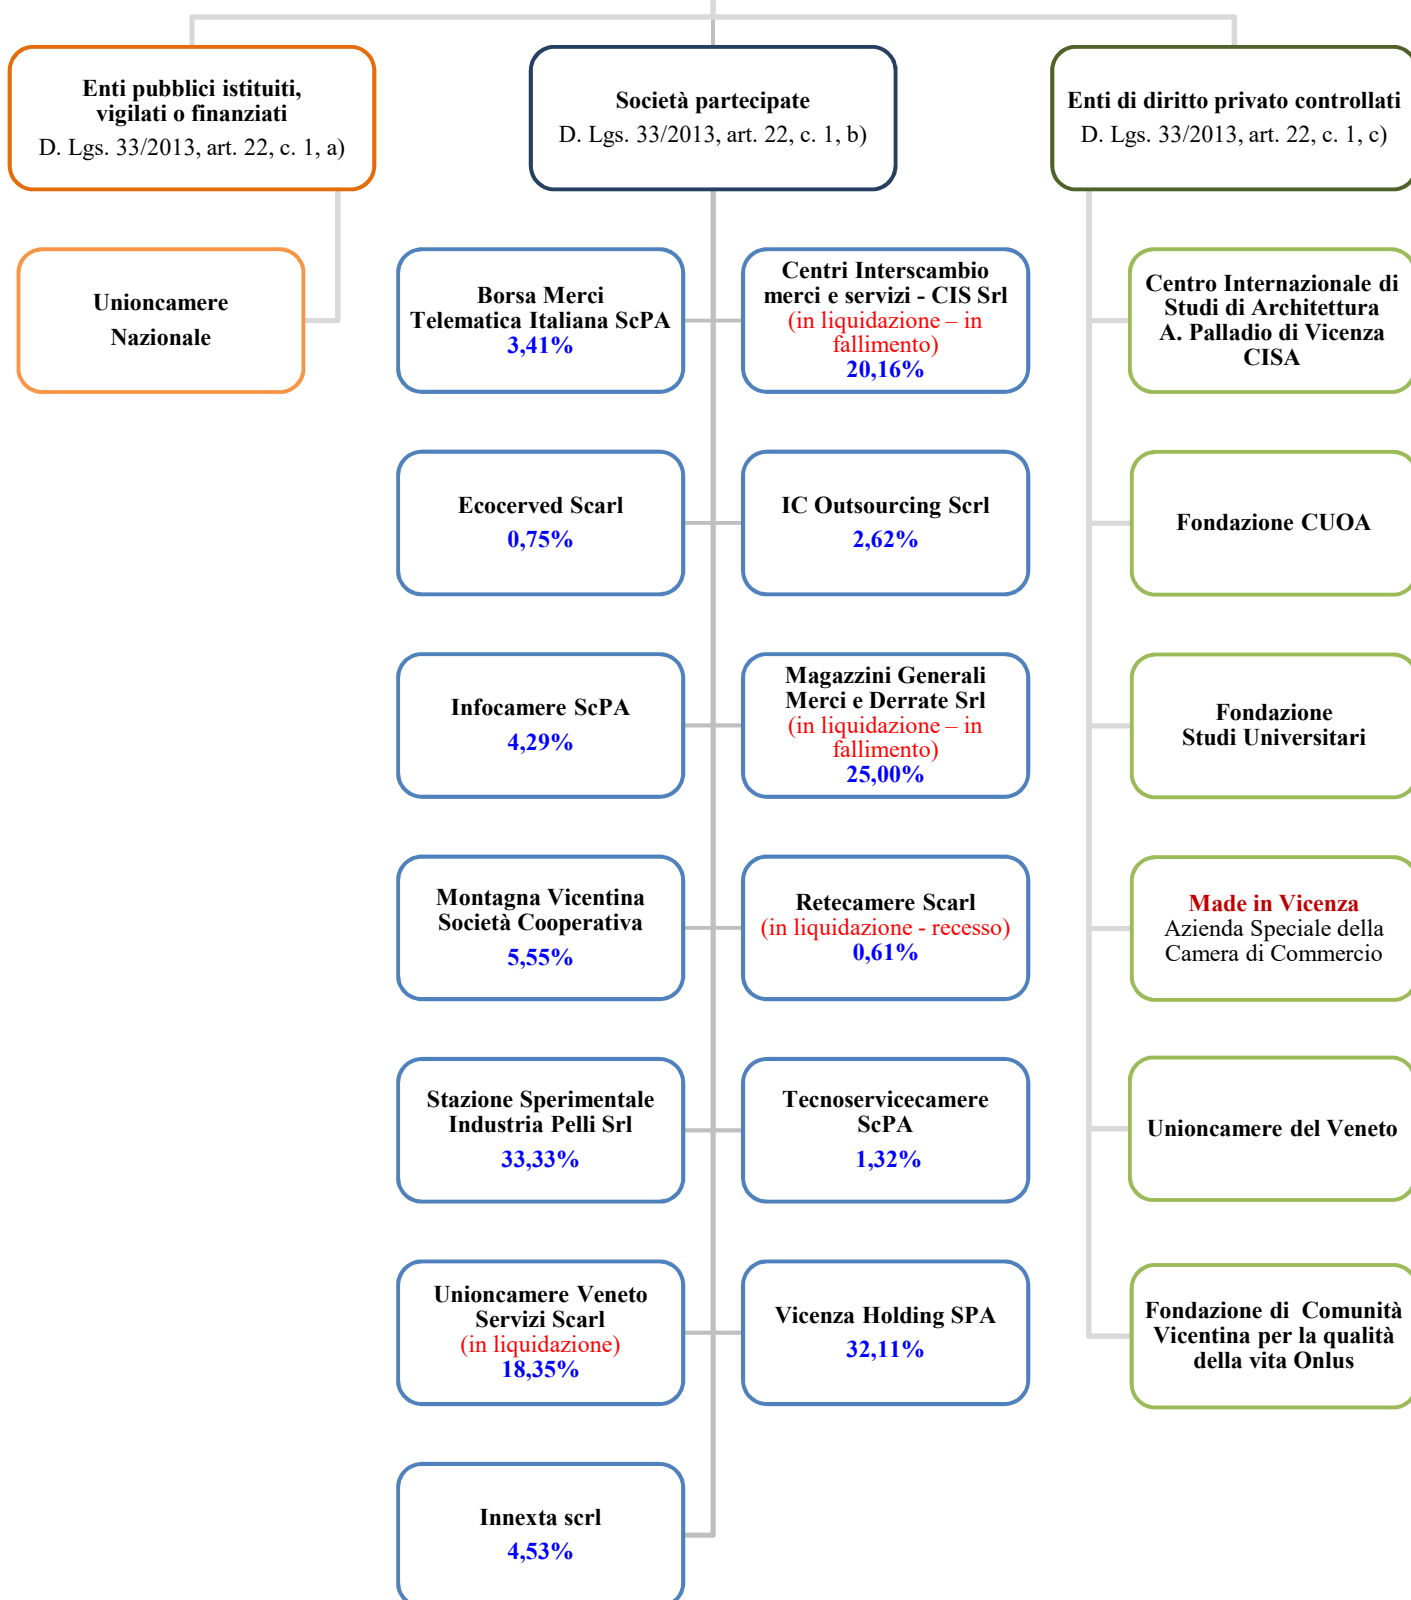 Enti pubblici istituiti,
vigilati o finanziati
D. Lgs. 33/2013, art. 22, c. 1, a)
Società partecipate
D. Lgs. 33/2013, art. 22, c. 1, b)
Enti di diritto privato controllati
D. Lgs. 33/2013, art. 22, c. 1, c)
Unioncamere
Nazionale
Borsa Merci
Telematica Italiana ScPA
3,41%
Centri Interscambio
merci e servizi - CIS Srl
(in liquidazione – in
fallimento)
20,16%
Centro Internazionale di
Studi di Architettura
A. Palladio di Vicenza
CISA
Ecocerved Scarl
0,75%
IC Outsourcing Scrl
2,62%
Fondazione CUOA
Infocamere ScPA
4,29%
Magazzini Generali
Merci e Derrate Srl
(in liquidazione – in
fallimento)
25,00%
Fondazione
Studi Universitari
Montagna Vicentina
Società Cooperativa
5,55%
Retecamere Scarl
(in liquidazione - recesso)
0,61%
Made in Vicenza
Azienda Speciale della
Camera di Commercio
Stazione Sperimentale
Industria Pelli Srl
33,33%
Tecnoservicecamere
ScPA
1,32%
Unioncamere del Veneto
Unioncamere Veneto
Servizi Scarl
(in liquidazione)
18,35%
Vicenza Holding SPA
32,11%
Fondazione di  Comunità
Vicentina per la qualità
della vita Onlus
Innexta scrl
4,53%